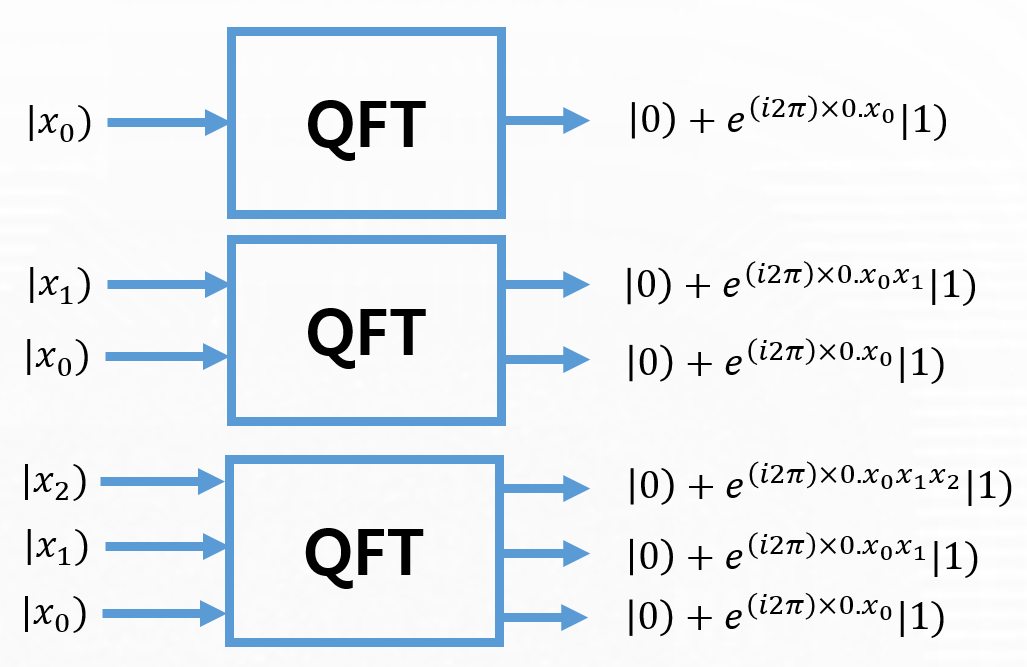 |x₀) QFT |0) + e^{(i2π)×0.x₀}|1)
|x₁) |0) + e^{(i2π)×0.x₀x₁}|1)
QFT
|x₀) |0) + e^{(i2π)×0.x₀}|1)
|x₂) |0) + e^{(i2π)×0.x₀x₁x₂}|1)
|x₁) QFT |0) + e^{(i2π)×0.x₀x₁}|1)
|x₀) |0) + e^{(i2π)×0.x₀}|1)